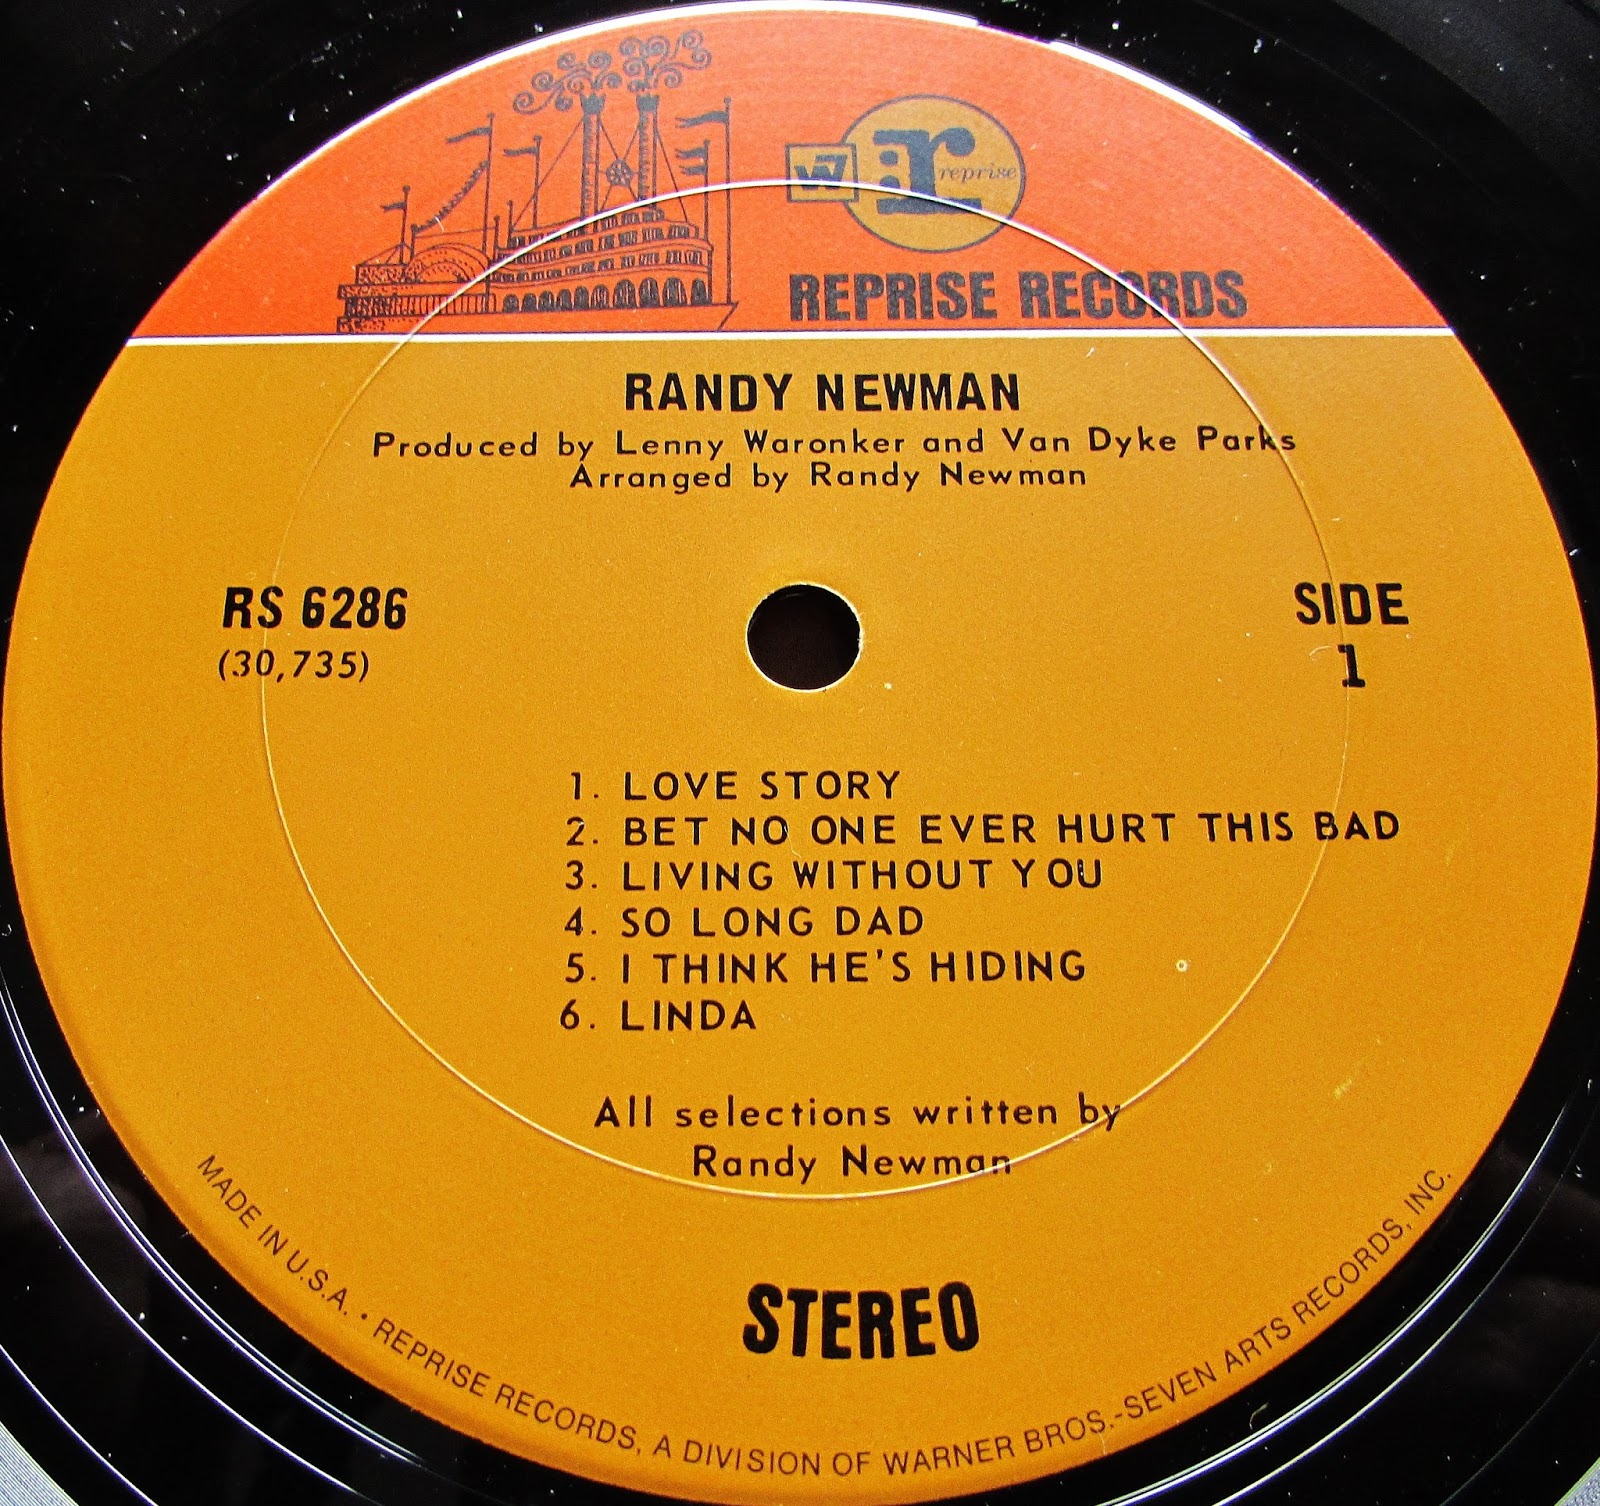 W7
r reprise
REPRISE RECORDS
RANDY NEWMAN
Produced by Lenny Waronker and Van Dyke Parks
Arranged by Randy Newman
RS 6286
(30,735)
SIDE
1
1. LOVE STORY
2. BET NO ONE EVER HURT THIS BAD
3. LIVING WITHOUT YOU
4. SO LONG DAD
5. I THINK HE'S HIDING
6. LINDA
All selections written by
Randy Newman
STEREO
MADE IN U.S.A. • REPRISE RECORDS, A DIVISION OF WARNER BROS.-SEVEN ARTS RECORDS, INC.